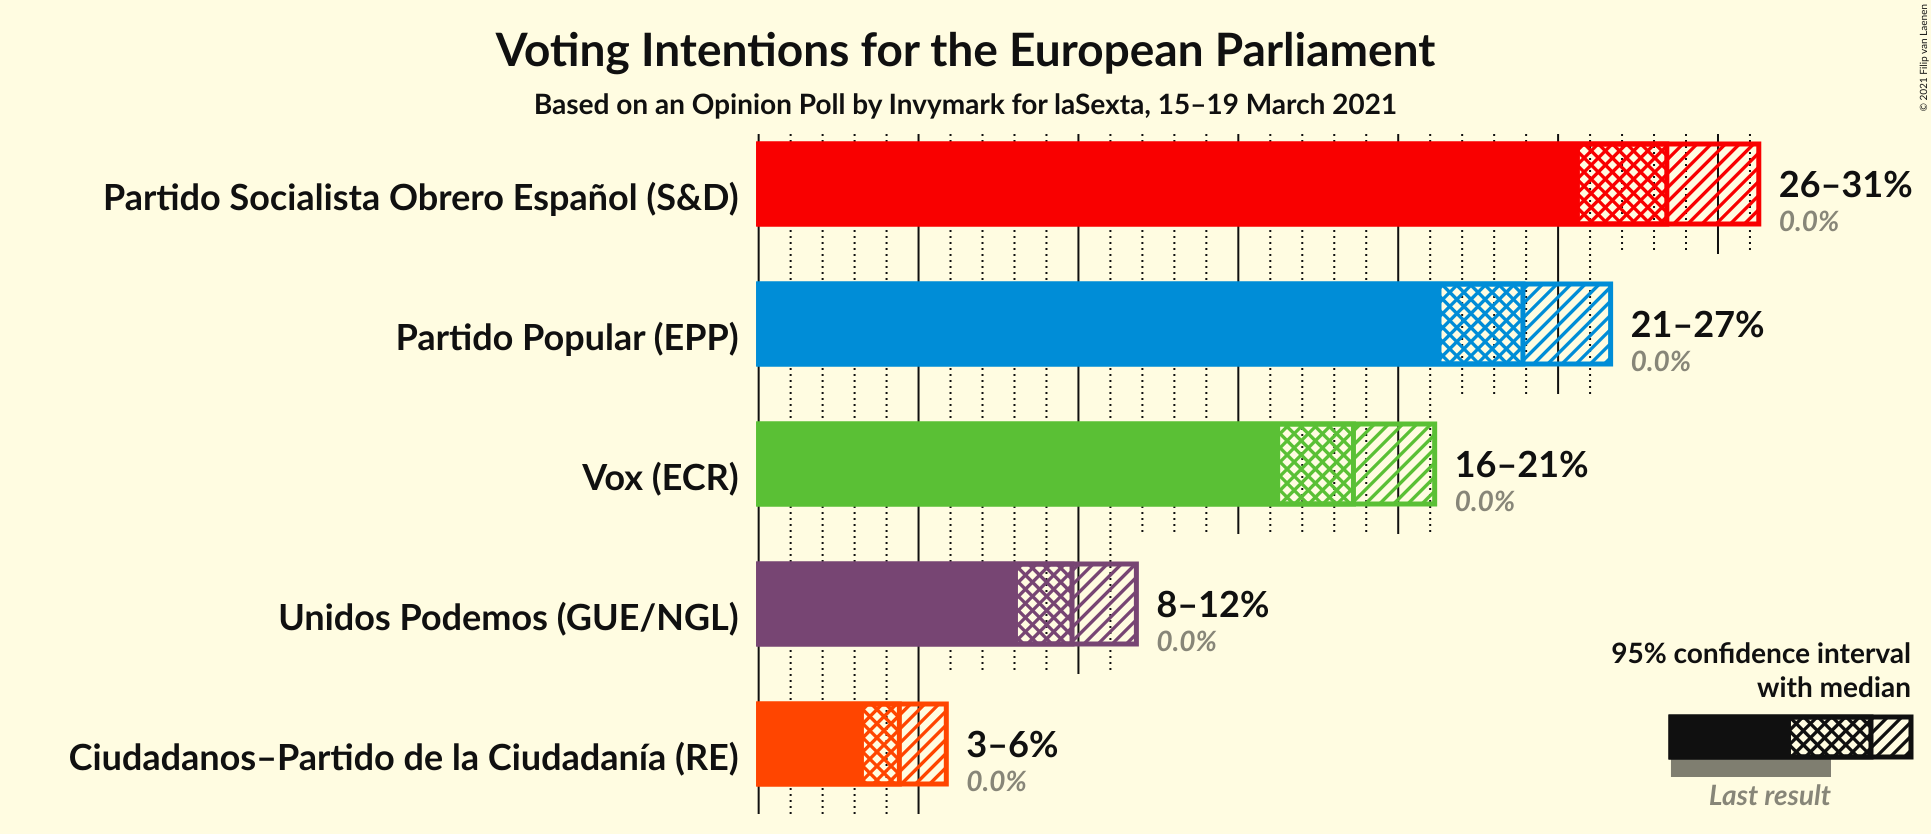 Voting Intentions for the European Parliament
Based on an Opinion Poll by Invymark for laSexta, 15–19 March 2021
© 2021 Filip van Laenen
Partido Socialista Obrero Español (S&D)
26–31%
0.0%
Partido Popular (EPP)
21–27%
0.0%
Vox (ECR)
16–21%
0.0%
Unidos Podemos (GUE/NGL)
8–12%
0.0%
Ciudadanos–Partido de la Ciudadanía (RE)
3–6%
0.0%
95% confidence interval
with median
Last result